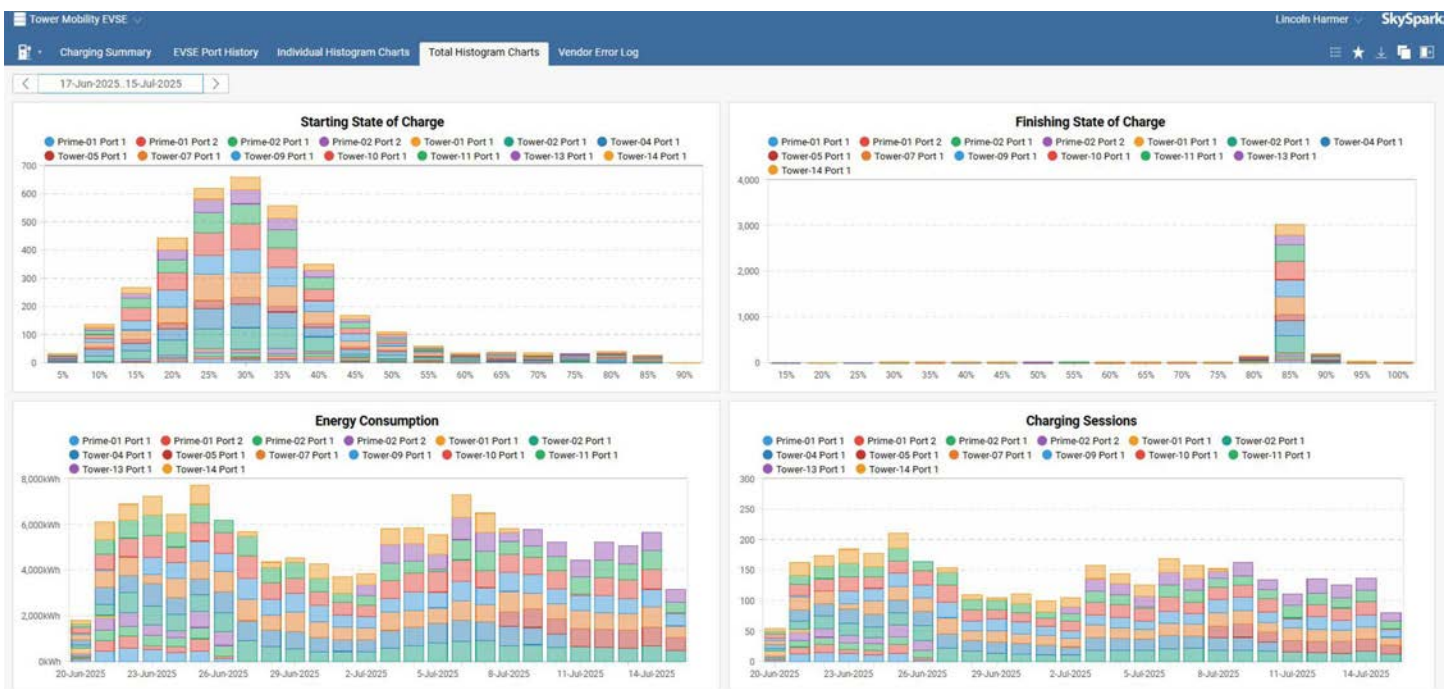 Tower Mobility EVSE
Lincoln Harmer
SkySpark
Charging Summary EVSE Port History Individual Histogram Charts Total Histogram Charts Vendor Error Log
17-Jun-2025..15-Jul-2025
Starting State of Charge
Prime-01 Port 1 Prime-01 Port 2 Prime-02 Port 1 Prime-02 Port 2 Tower-01 Port 1 Tower-02 Port 1 Tower-04 Port 1
Tower-05 Port 1 Tower-07 Port 1 Tower-09 Port 1 Tower-10 Port 1 Tower-11 Port 1 Tower-13 Port 1 Tower-14 Port 1
700
600
500
400
300
200
100
0
5% 10% 15% 20% 25% 30% 35% 40% 45% 50% 55% 60% 65% 70% 75% 80% 85% 90%
Finishing State of Charge
Prime-01 Port 1 Prime-01 Port 2 Prime-02 Port 1 Prime-02 Port 2 Tower-01 Port 1 Tower-02 Port 1 Tower-04 Port 1
Tower-05 Port 1 Tower-07 Port 1 Tower-09 Port 1 Tower-10 Port 1 Tower-11 Port 1 Tower-13 Port 1
Tower-14 Port 1
4,000
3,000
2,000
1,000
0
15% 20% 25% 30% 35% 40% 45% 50% 55% 60% 65% 70% 75% 80% 85% 90% 95% 100%
Energy Consumption
Prime-01 Port 1 Prime-01 Port 2 Prime-02 Port 1 Prime-02 Port 2 Tower-01 Port 1 Tower-02 Port 1
Tower-04 Port 1 Tower-05 Port 1 Tower-07 Port 1 Tower-09 Port 1 Tower-10 Port 1 Tower-11 Port 1
Tower-13 Port 1 Tower-14 Port 1
8,000kWh
6,000kWh
4,000kWh
2,000kWh
0kWh
20-Jun-2025 23-Jun-2025 26-Jun-2025 29-Jun-2025 2-Jul-2025 5-Jul-2025 8-Jul-2025 11-Jul-2025 14-Jul-2025
Charging Sessions
Prime-01 Port 1 Prime-01 Port 2 Prime-02 Port 1 Prime-02 Port 2 Tower-01 Port 1 Tower-02 Port 1
Tower-04 Port 1 Tower-05 Port 1 Tower-07 Port 1 Tower-09 Port 1 Tower-10 Port 1 Tower-11 Port 1
Tower-13 Port 1 Tower-14 Port 1
300
250
200
150
100
50
0
20-Jun-2025 23-Jun-2025 26-Jun-2025 29-Jun-2025 2-Jul-2025 5-Jul-2025 8-Jul-2025 11-Jul-2025 14-Jul-2025